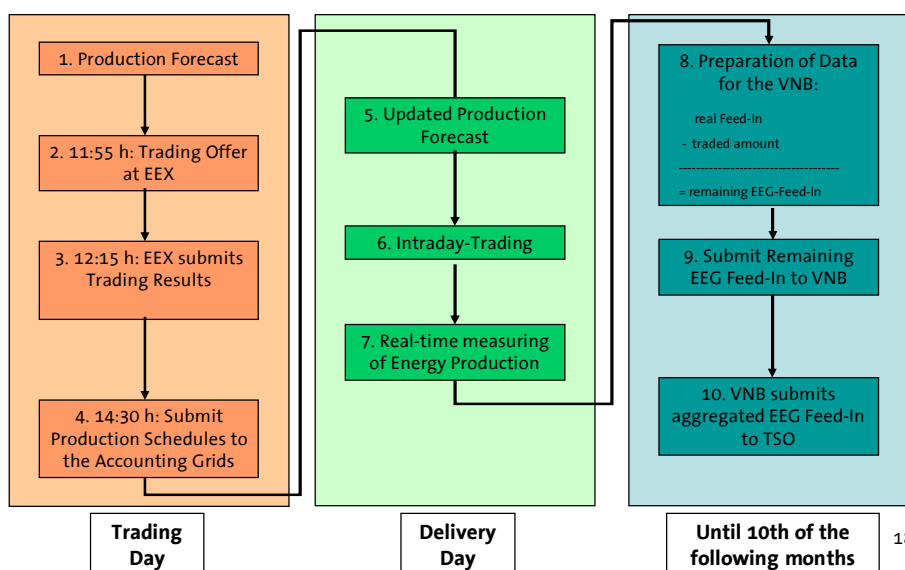 1. Production Forecast
2. 11:55 h: Trading Offer
at EEX
3. 12:15 h: EEX submits
Trading Results
4. 14:30 h: Submit
Production Schedules to
the Accounting Grids
Trading
Day
5. Updated Production
Forecast
6. Intraday-Trading
7. Real-time measuring
of Energy Production
Delivery
Day
8. Preparation of Data
for the VNB:
real Feed-In
- traded amount
-------------------------------------
= remaining EEG-Feed-In
9. Submit Remaining
EEG Feed-In to VNB
10. VNB submits
aggregated EEG Feed-In
to TSO
Until 10th of the
following months